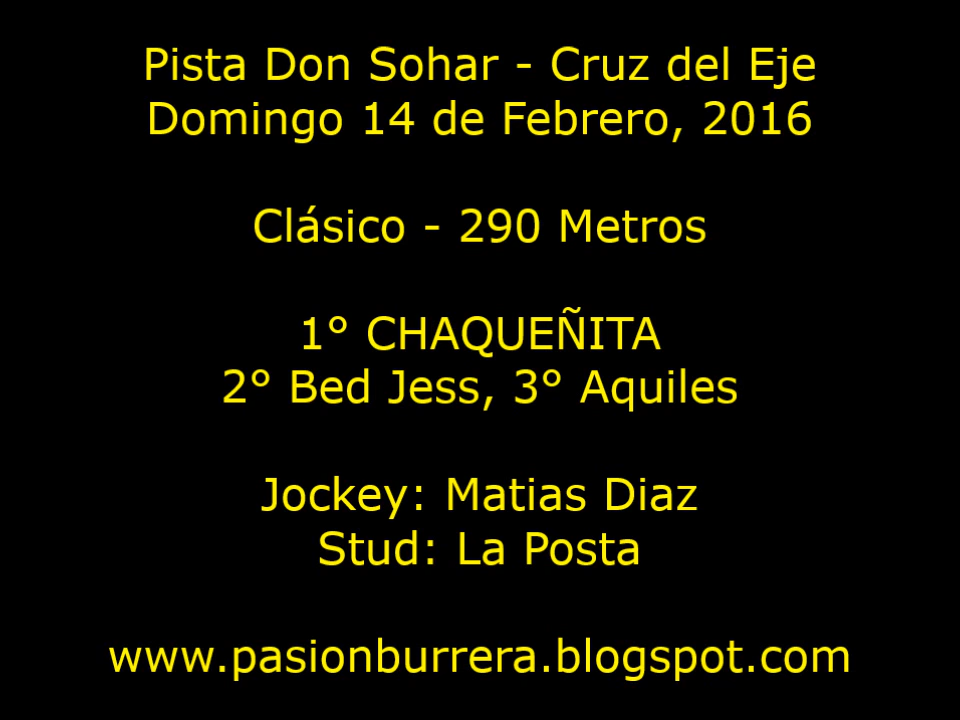 Pista Don Sohar - Cruz del Eje
Domingo 14 de Febrero, 2016
Clásico - 290 Metros
1° CHAQUEÑITA
2° Bed Jess, 3° Aquiles
Jockey: Matias Diaz
Stud: La Posta
www.pasionburrera.blogspot.com